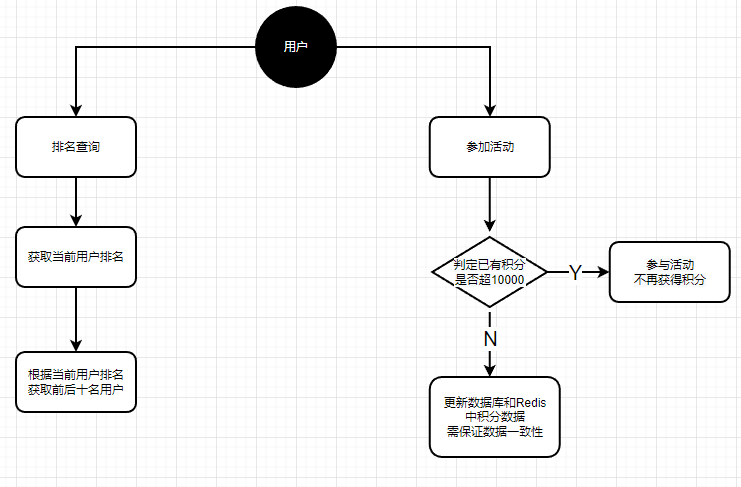 用户
排名查询
获取当前用户排名
根据当前用户排名
获取前后十名用户
参加活动
判定已有积分
是否超10000
Y
参与活动
不再获得积分
N
更新数据库和Redis
中积分数据
需保证数据一致性